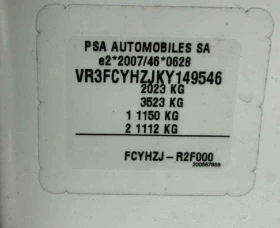 PSA AUTOMOBILES SA
e2*2007/46*0628
VR3FCYHZJKY149546
2023 KG
3523 KG
1 1150 KG
2 1112 KG
FCYHZJ-R2F000